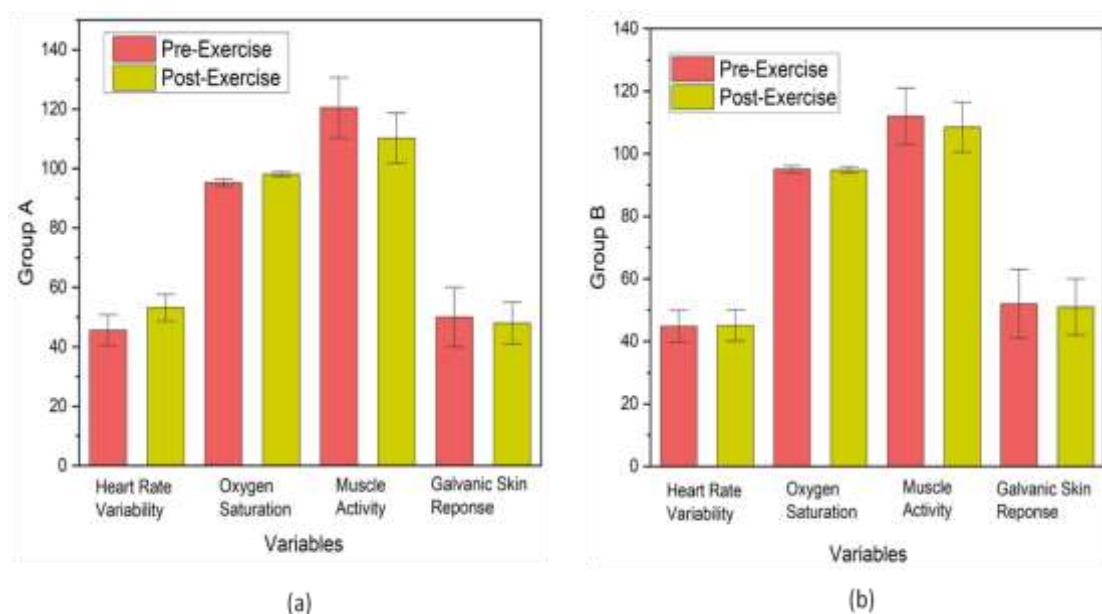 140
120
100
80
60
40
20
0
Group A
Pre-Exercise
Post-Exercise
Heart Rate
Variability
Oxygen
Saturation
Muscle
Activity
Galvanic Skin
Reponse
Variables
(a)
140
120
100
80
60
40
20
0
Group B
Pre-Exercise
Post-Exercise
Heart Rate
Variability
Oxygen
Saturation
Muscle
Activity
Galvanic Skin
Reponse
Variables
(b)